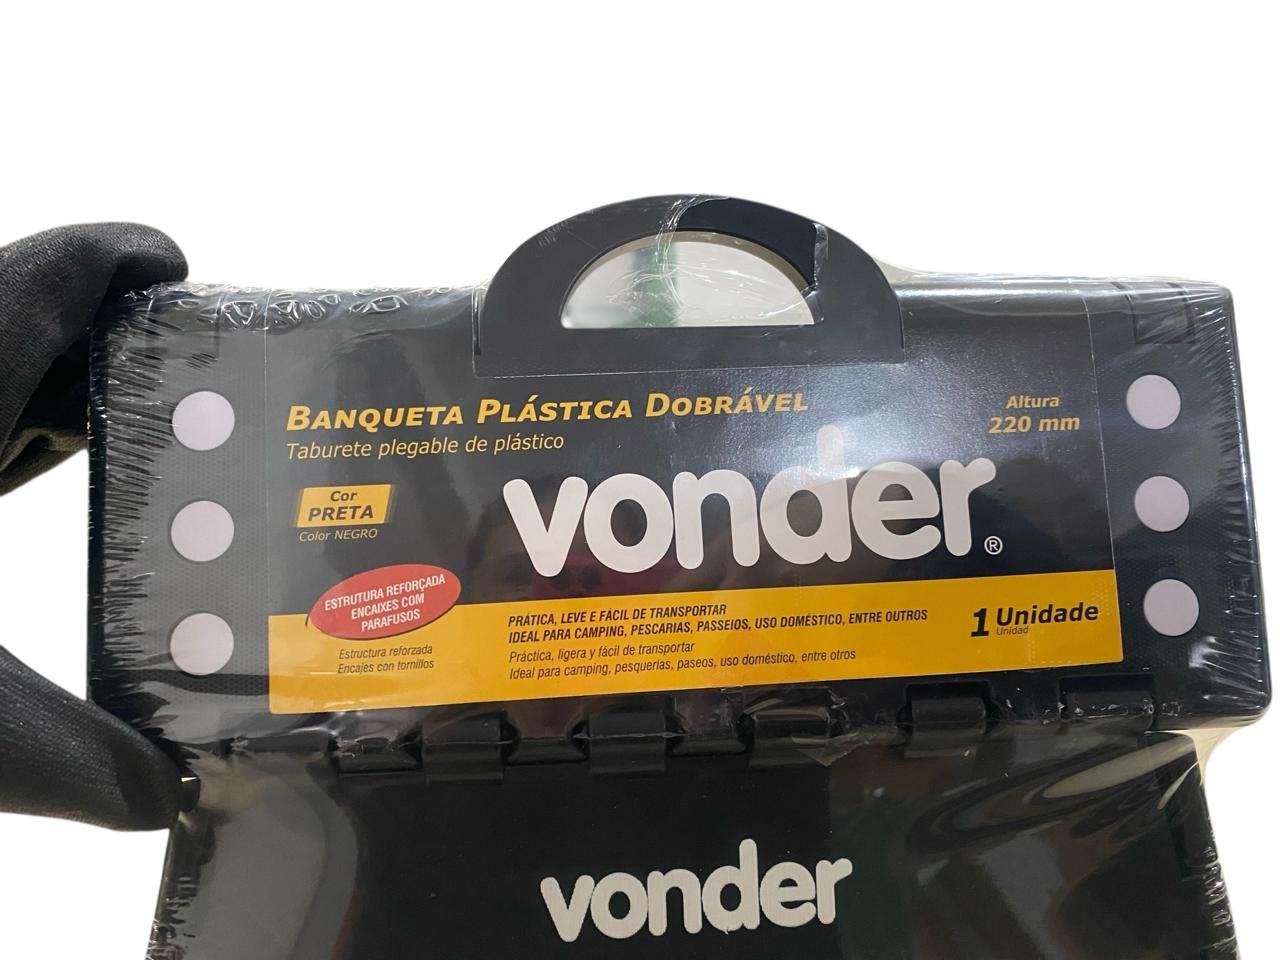 BANQUETA PLÁSTICA DOBRÁVEL
Taburete plegable de plástico
Altura
220 mm
vonder®
Cor
PRETA
Color NEGRO
ESTRUTURA REFORÇADA
ENCAIXES COM
PARAFUSOS
Estructura reforzada
Encajes con tornillos
PRÁTICA, LEVE E FÁCIL DE TRANSPORTAR
IDEAL PARA CAMPING, PESCARIAS, PASSEIOS, USO DOMÉSTICO, ENTRE OUTROS
Práctica, ligera y fácil de transportar
Ideal para camping, pesquerías, paseos, uso doméstico, entre otros
1 Unidade
Unidad
vonder